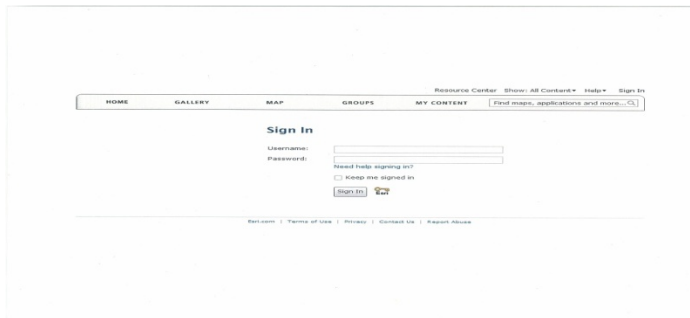 Resource Center Show: All Content▾ Help▾ Sign In
HOME GALLERY MAP GROUPS MY CONTENT Find maps, applications and more...
Sign In
Username:
Password:
Need help signing in?
Keep me signed in
Sign In esri
Esri.com | Terms of Use | Privacy | Contact Us | Report Abuse